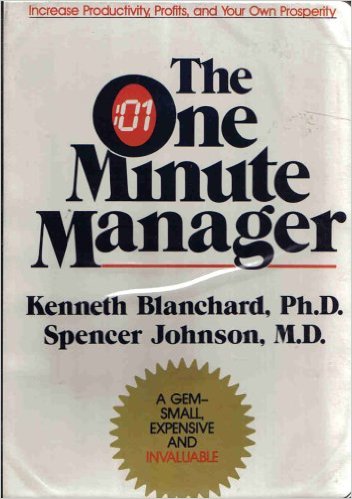 Increase Productivity, Profits, and Your Own Prosperity
The
:01
One
Minute
Manager
Kenneth Blanchard, Ph.D.
Spencer Johnson, M.D.
A GEM–
SMALL,
EXPENSIVE
AND
INVALUABLE